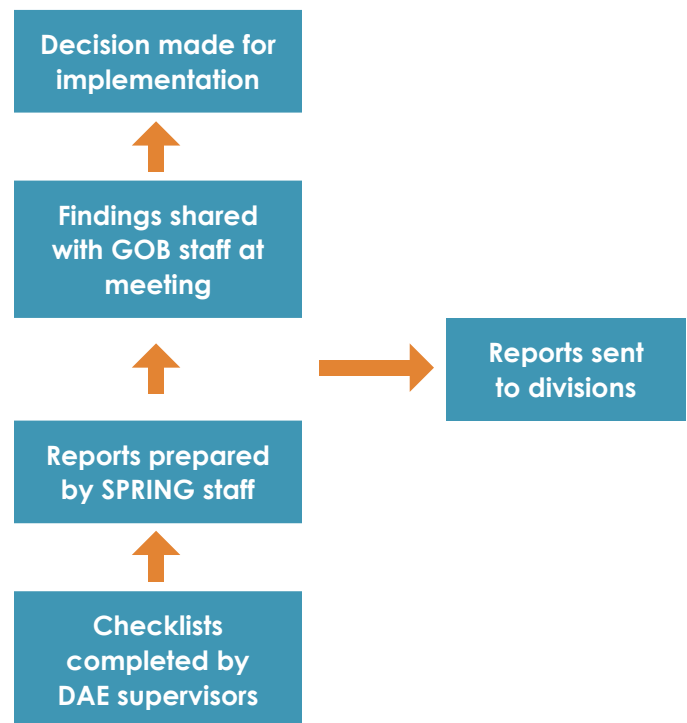 Decision made for
implementation
Findings shared
with GOB staff at
meeting
Reports sent
to divisions
Reports prepared
by SPRING staff
Checklists
completed by
DAE supervisors